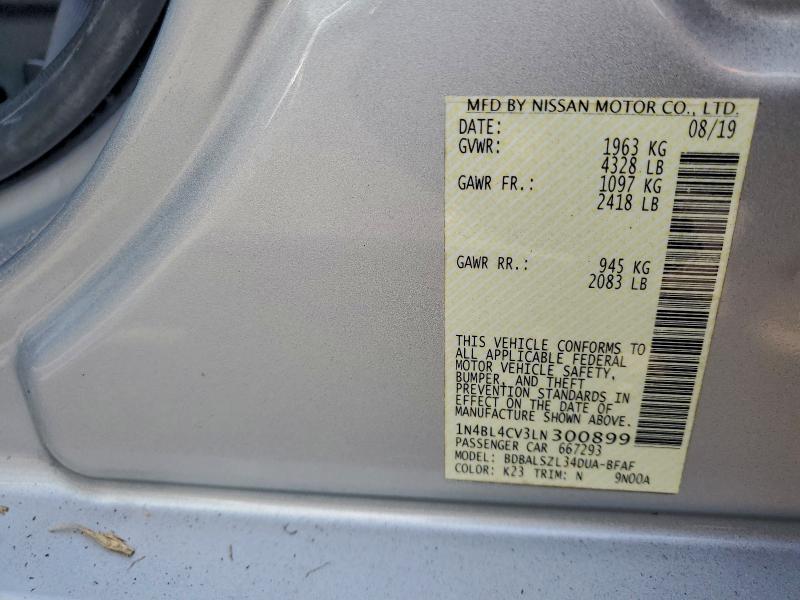 MFD BY NISSAN MOTOR CO., LTD.
DATE: 08/19
GVWR: 1963 KG
4328 LB
GAWR FR.: 1097 KG
2418 LB
GAWR RR.: 945 KG
2083 LB
THIS VEHICLE CONFORMS TO
ALL APPLICABLE FEDERAL
MOTOR VEHICLE SAFETY,
BUMPER, AND THEFT
PREVENTION STANDARDS IN
EFFECT ON THE DATE OF
MANUFACTURE SHOWN ABOVE.
1N4BL4CV3LN300899
PASSENGER CAR 667293
MODEL: BDBALSZL34DUA-BFAF
COLOR: K23 TRIM: N 9N00A